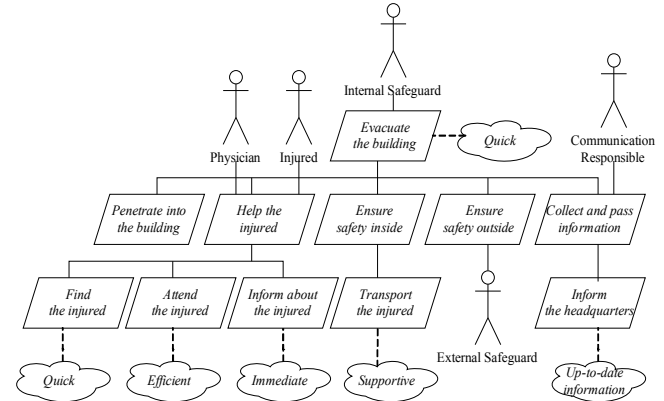 Internal Safeguard
Physician
Injured
Evacuate
the building
Quick
Communication
Responsible
Penetrate into
the building
Help the
injured
Ensure
safety inside
Ensure
safety outside
Collect and pass
information
Find
the injured
Attend
the injured
Inform about
the injured
Transport
the injured
Inform
the headquarters
External Safeguard
Quick
Efficient
Immediate
Supportive
Up-to-date
information